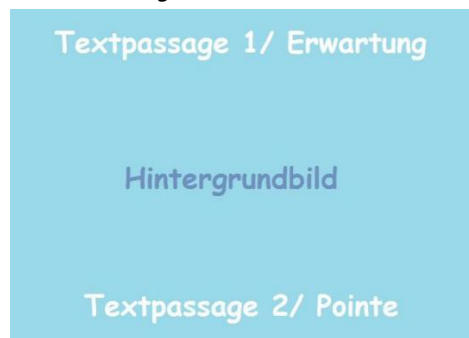 Textpassage 1/ Erwartung
Hintergrundbild
Textpassage 2/ Pointe